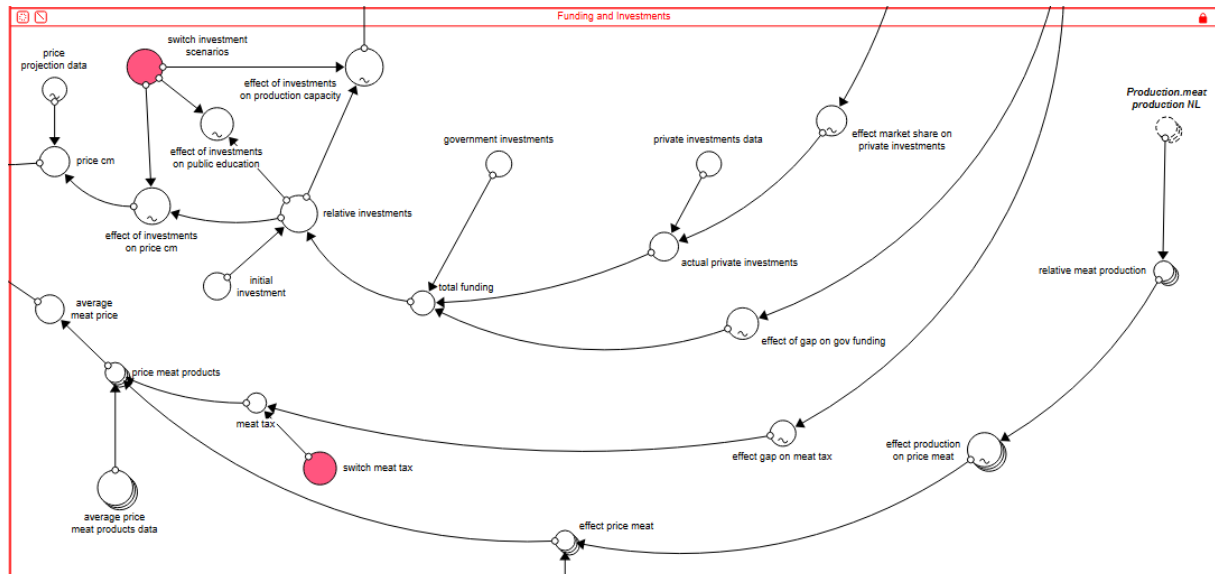 Funding and Investments
switch investment
scenarios
price
projection data
effect of investments
on production capacity
Production.meat
production NL
effect market share on
private investments
government investments
private investments data
effect of investments
on public education
price cm
relative investments
effect of investments
on price cm
actual private investments
relative meat production
initial
investment
total funding
average
meat price
effect of gap on gov funding
price meat products
meat tax
effect gap on meat tax
effect production
on price meat
switch meat tax
average price
meat products data
effect price meat